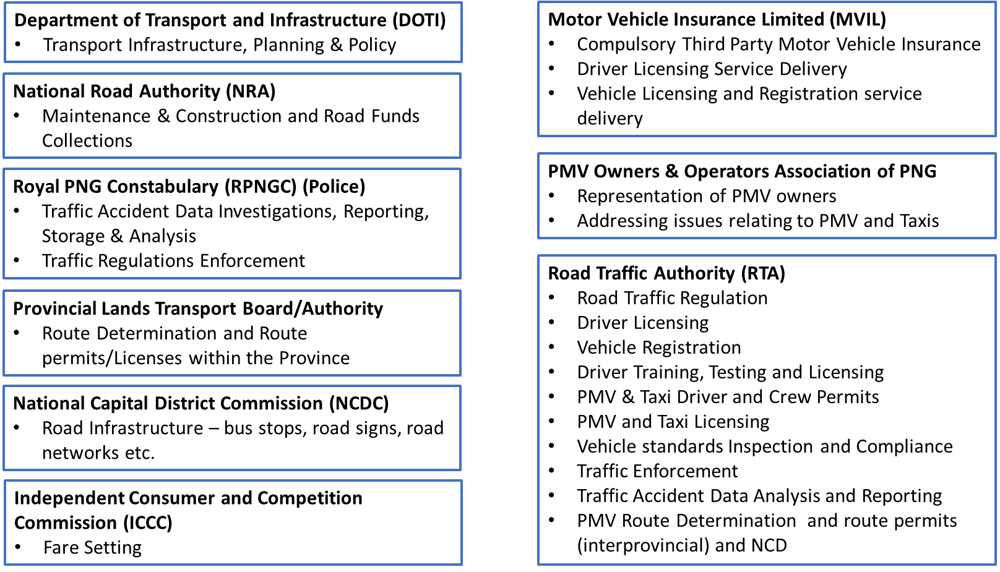 Department of Transport and Infrastructure (DOTI)
• Transport Infrastructure, Planning & Policy
National Road Authority (NRA)
• Maintenance & Construction and Road Funds
Collections
Royal PNG Constabulary (RPNGC) (Police)
• Traffic Accident Data Investigations, Reporting,
Storage & Analysis
• Traffic Regulations Enforcement
Provincial Lands Transport Board/Authority
• Route Determination and Route
permits/Licenses within the Province
National Capital District Commission (NCDC)
• Road Infrastructure – bus stops, road signs, road
networks etc.
Independent Consumer and Competition
Commission (ICCC)
• Fare Setting
Motor Vehicle Insurance Limited (MVIL)
• Compulsory Third Party Motor Vehicle Insurance
• Driver Licensing Service Delivery
• Vehicle Licensing and Registration service
delivery
PMV Owners & Operators Association of PNG
• Representation of PMV owners
• Addressing issues relating to PMV and Taxis
Road Traffic Authority (RTA)
• Road Traffic Regulation
• Driver Licensing
• Vehicle Registration
• Driver Training, Testing and Licensing
• PMV & Taxi Driver and Crew Permits
• PMV and Taxi Licensing
• Vehicle standards Inspection and Compliance
• Traffic Enforcement
• Traffic Accident Data Analysis and Reporting
• PMV Route Determination and route permits
(interprovincial) and NCD